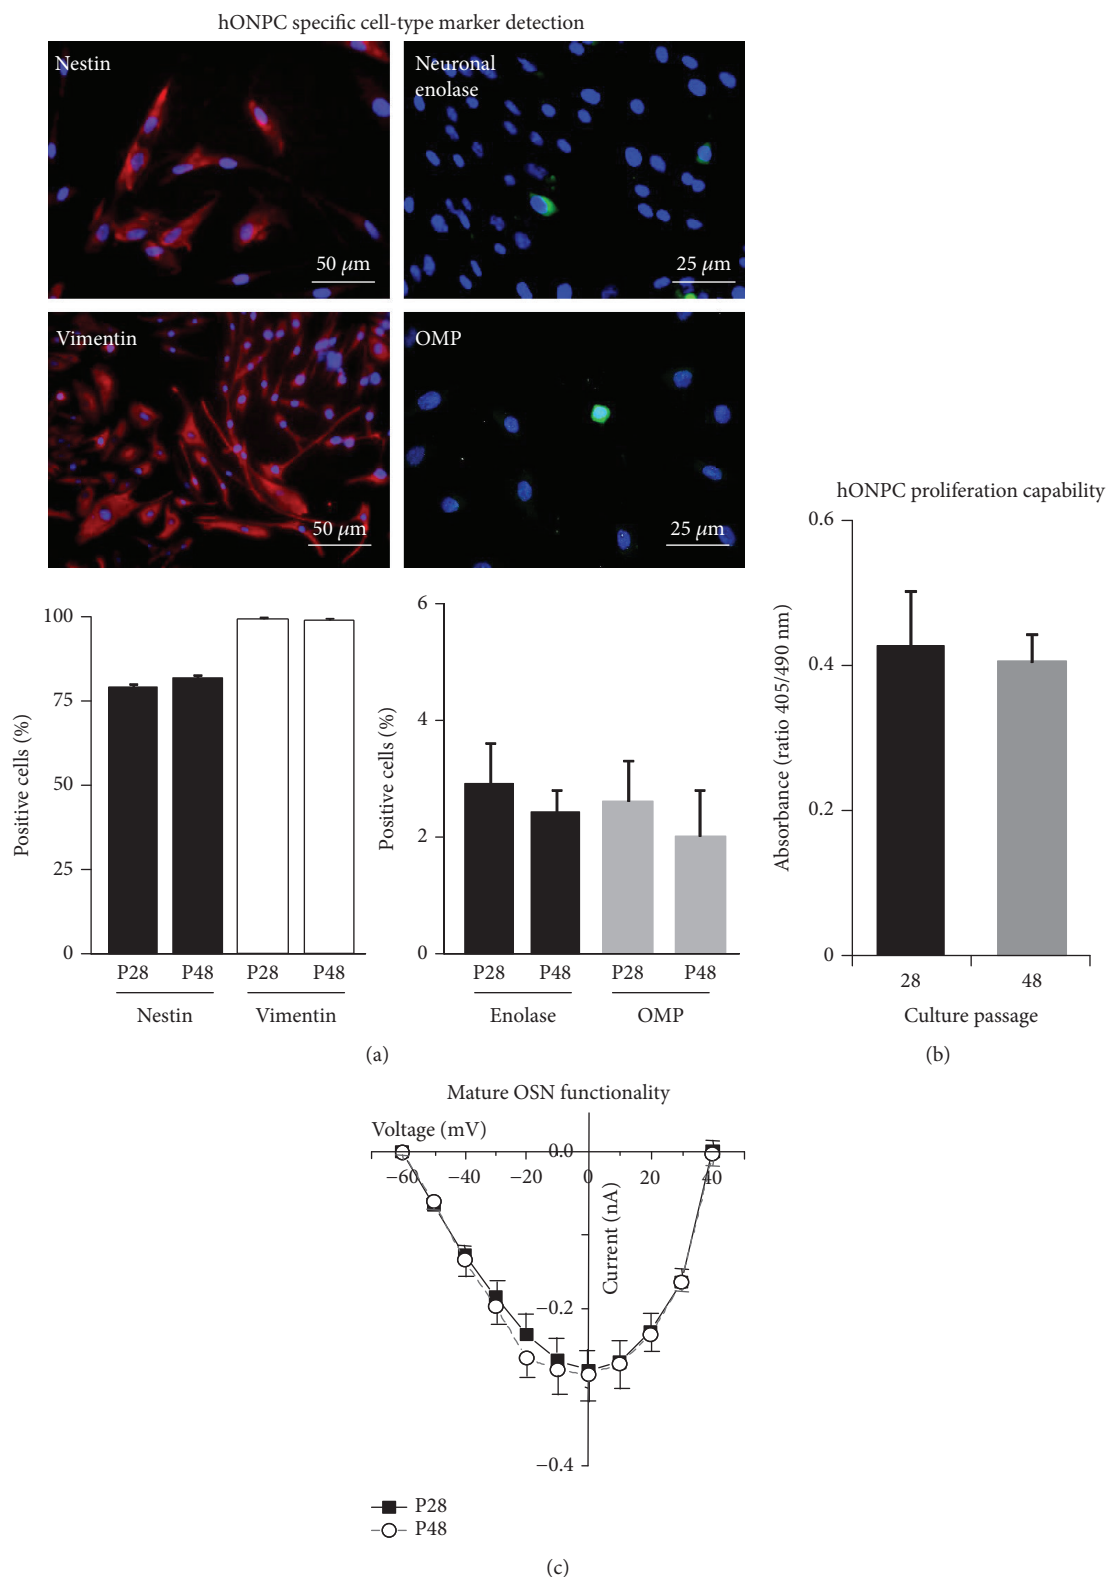 hONPC specific cell-type marker detection
Nestin
50 µm
Neuronal
enolase
25 µm
Vimentin
50 µm
OMP
25 µm
100
75
50
25
0
Positive cells (%)
P28 P48 P28 P48
Nestin Vimentin
6
4
2
0
Positive cells (%)
P28 P48 P28 P48
Enolase OMP
(a)
hONPC proliferation capability
0.6
0.4
0.2
0
Absorbance (ratio 405/490 nm)
28 48
Culture passage
(b)
Mature OSN functionality
Voltage (mV)
0.0
−60 −40 −20 0 20 40
Current (nA)
−0.2
−0.4
P28
P48
(c)